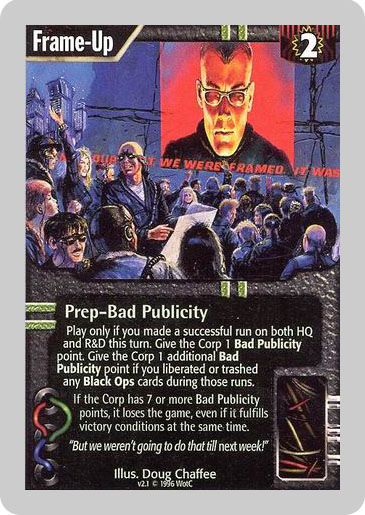 Frame-Up
2
WE WERE FRAMED. IT WAS
Prep-Bad Publicity
Play only if you made a successful run on both HQ
and R&D this turn. Give the Corp 1 Bad Publicity
point. Give the Corp 1 additional Bad
Publicity point if you liberated or trashed
any Black Ops cards during those runs.
If the Corp has 7 or more Bad Publicity
points, it loses the game, even if it fulfills
victory conditions at the same time.
"But we weren't going to do that till next week!"
Illus. Doug Chaffee
v2.1 © 1996 WotC